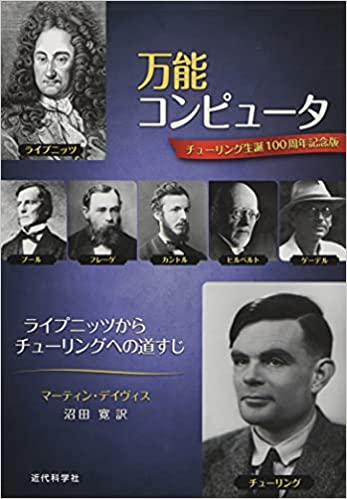 万能
コンピュータ
チューリング生誕100周年記念版
ライプニッツ
ブール
フレーゲ
カントル
ヒルベルト
ゲーデル
ライプニッツから
チューリングへの道すじ
マーティン・デイヴィス
沼田 寛 訳
近代科学社
チューリング